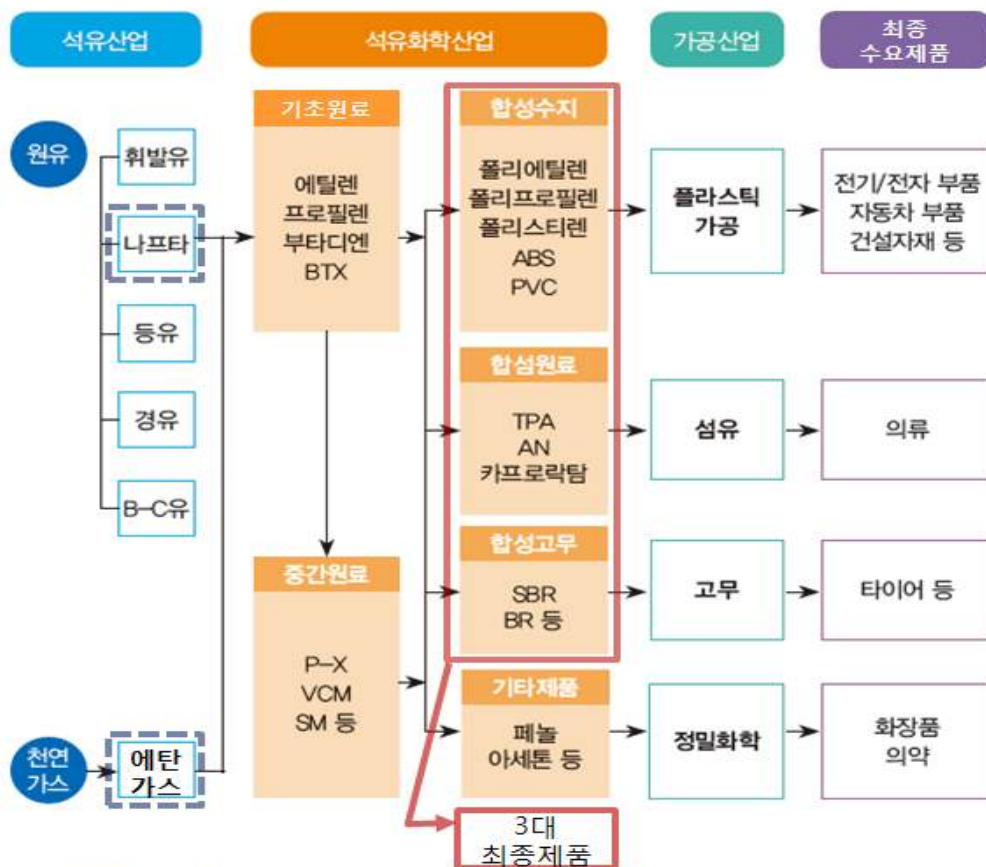 석유산업
석유화학산업
가공산업
최종
수요제품
원유
휘발유
나프타
등유
경유
B-C유
천연
가스
에탄
가스
기초원료
에틸렌
프로필렌
부타디엔
BTX
중간원료
P-X
VCM
SM 등
합성수지
폴리에틸렌
폴리프로필렌
폴리스티렌
ABS
PVC
합섬원료
TPA
AN
카프로락탐
합성고무
SBR
BR 등
기타제품
페놀
아세톤 등
3대
최종제품
플라스틱
가공
섬유
고무
정밀화학
전기/전자 부품
자동차 부품
건설자재 등
의류
타이어 등
화장품
의약